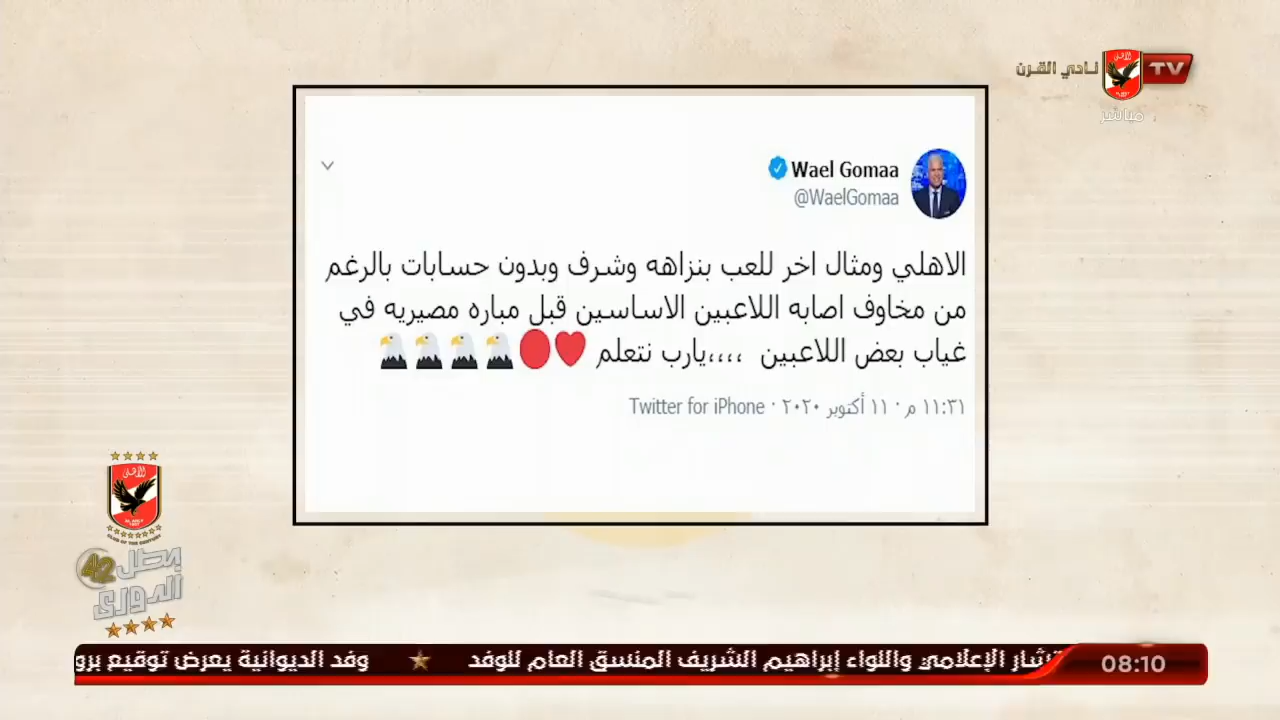 نادي القرن
TV
مباشر
Wael Gomaa
@WaelGomaa
الاهلي ومثال اخر للعب بنزاهه وشرف وبدون حسابات بالرغم
من مخاوف اصابه اللاعبين الاساسين قبل مباره مصيريه في
غياب بعض اللاعبين ،،،،يارب نتعلم ❤️🔴🦅🦅🦅🦅
١١:٣١ م · ١١ أكتوبر ٢٠٢٠ · Twitter for iPhone
بطل
42
الدوري
الإعلامي واللواء إبراهيم الشريف المنسق العام للوفد ★ وفد الديوانية يعرض توقيع
08:10